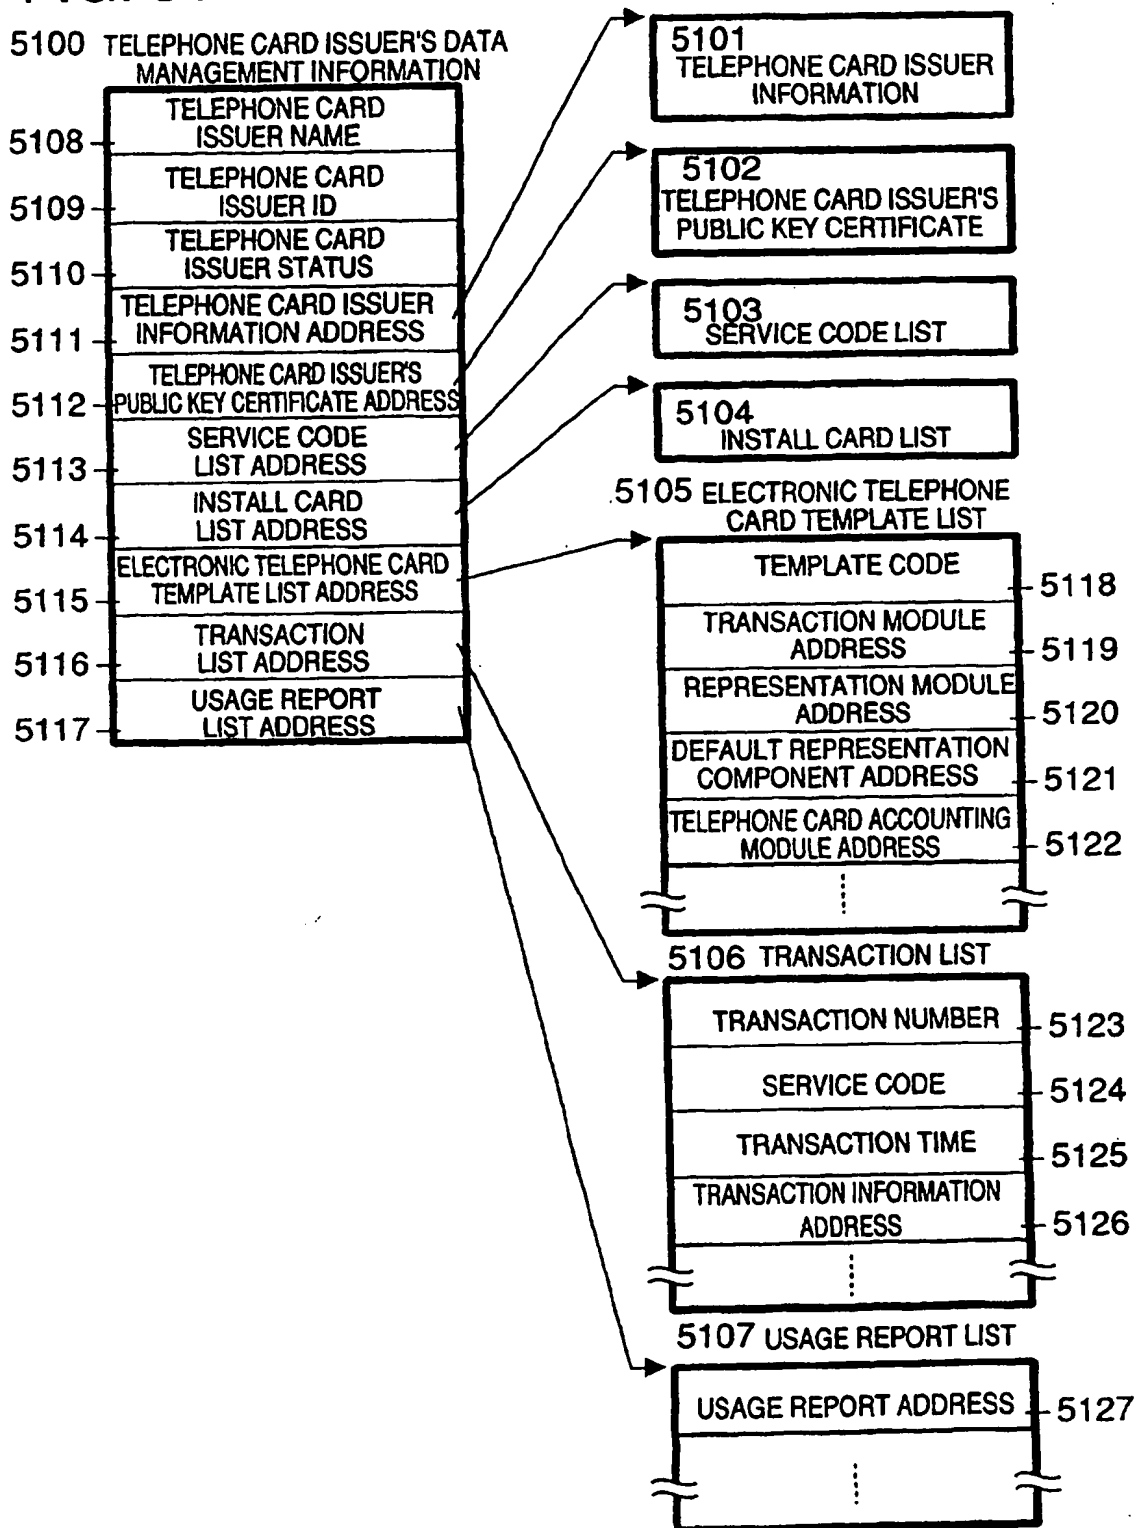 5100 TELEPHONE CARD ISSUER'S DATA
MANAGEMENT INFORMATION
TELEPHONE CARD
ISSUER NAME
5108
TELEPHONE CARD
ISSUER ID
5109
TELEPHONE CARD
ISSUER STATUS
5110
TELEPHONE CARD ISSUER
INFORMATION ADDRESS
5111
TELEPHONE CARD ISSUER'S
PUBLIC KEY CERTIFICATE ADDRESS
5112
SERVICE CODE
LIST ADDRESS
5113
INSTALL CARD
LIST ADDRESS
5114
ELECTRONIC TELEPHONE CARD
TEMPLATE LIST ADDRESS
5115
TRANSACTION
LIST ADDRESS
5116
USAGE REPORT
LIST ADDRESS
5117
5101
TELEPHONE CARD ISSUER
INFORMATION
5102
TELEPHONE CARD ISSUER'S
PUBLIC KEY CERTIFICATE
5103
SERVICE CODE LIST
5104
INSTALL CARD LIST
5105 ELECTRONIC TELEPHONE
CARD TEMPLATE LIST
TEMPLATE CODE
5118
TRANSACTION MODULE
ADDRESS
5119
REPRESENTATION MODULE
ADDRESS
5120
DEFAULT REPRESENTATION
COMPONENT ADDRESS
5121
TELEPHONE CARD ACCOUNTING
MODULE ADDRESS
5122
5106 TRANSACTION LIST
TRANSACTION NUMBER
5123
SERVICE CODE
5124
TRANSACTION TIME
5125
TRANSACTION INFORMATION
ADDRESS
5126
5107 USAGE REPORT LIST
USAGE REPORT ADDRESS
5127